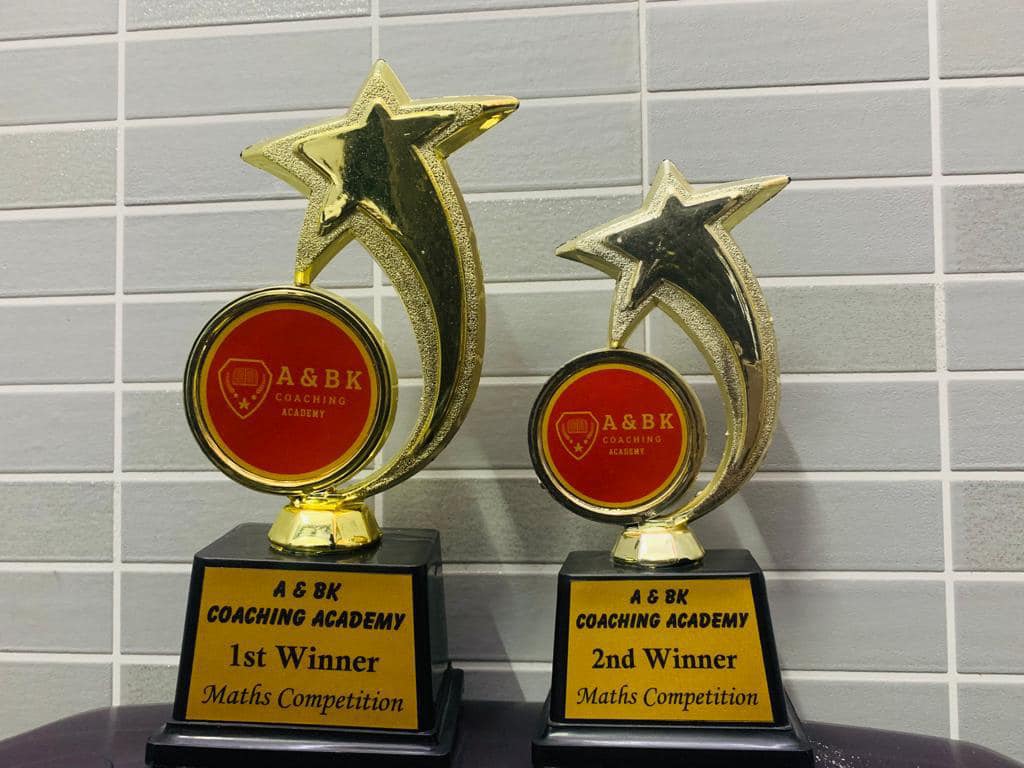 A & BK
COACHING
ACADEMY
A & BK
COACHING ACADEMY
1st Winner
Maths Competition
A & BK
COACHING
ACADEMY
A & BK
COACHING ACADEMY
2nd Winner
Maths Competition